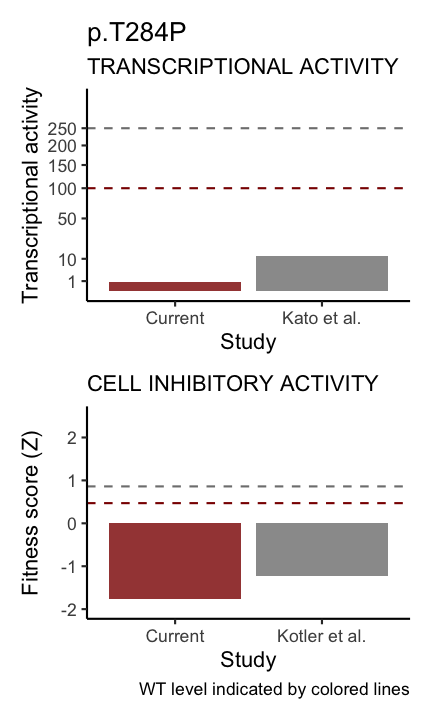 p.T284P
TRANSCRIPTIONAL ACTIVITY
Transcriptional activity
250
200
150
100
50
10
1
Current
Kato et al.
Study
CELL INHIBITORY ACTIVITY
Fitness score (Z)
2
1
0
-1
-2
Current
Kotler et al.
Study
WT level indicated by colored lines